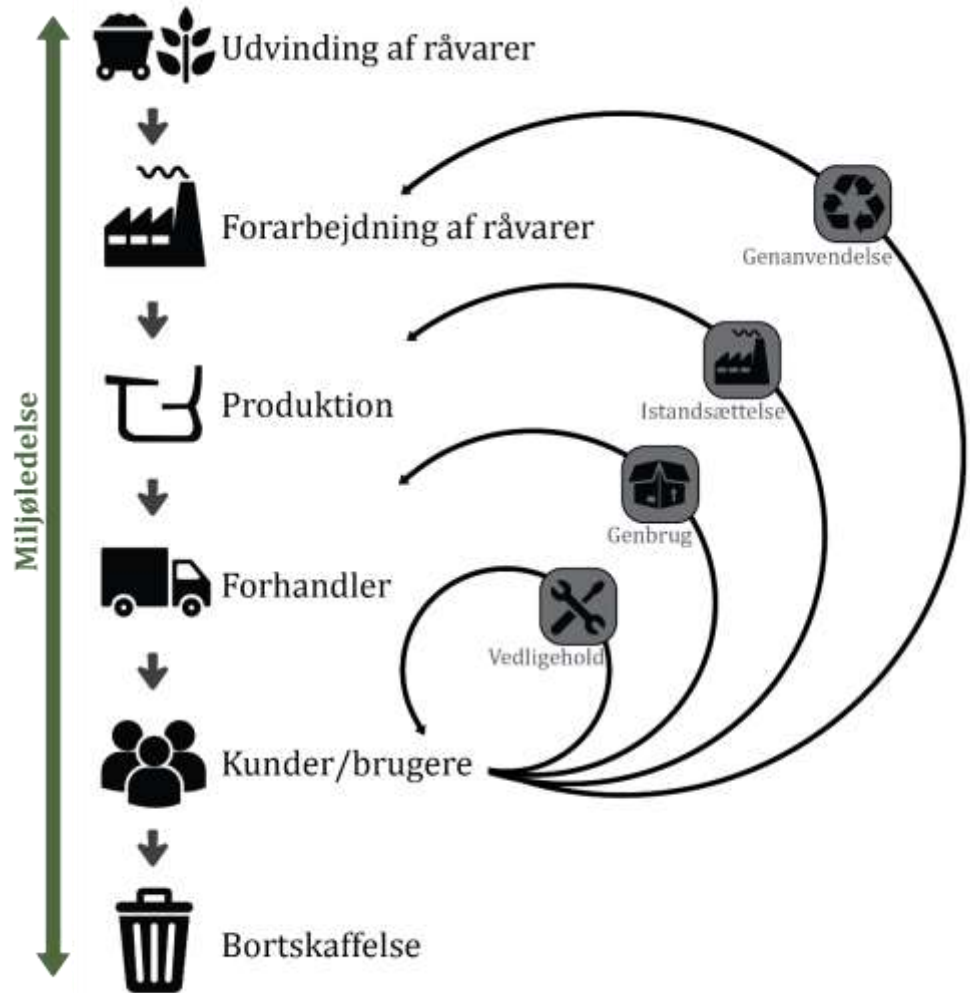 Udvinding af råvarer
Forarbejdning af råvarer
Genanvendelse
Produktion
Istandsættelse
Genbrug
Miljøledelse
Forhandler
Vedligehold
Kunder/brugere
Bortskaffelse